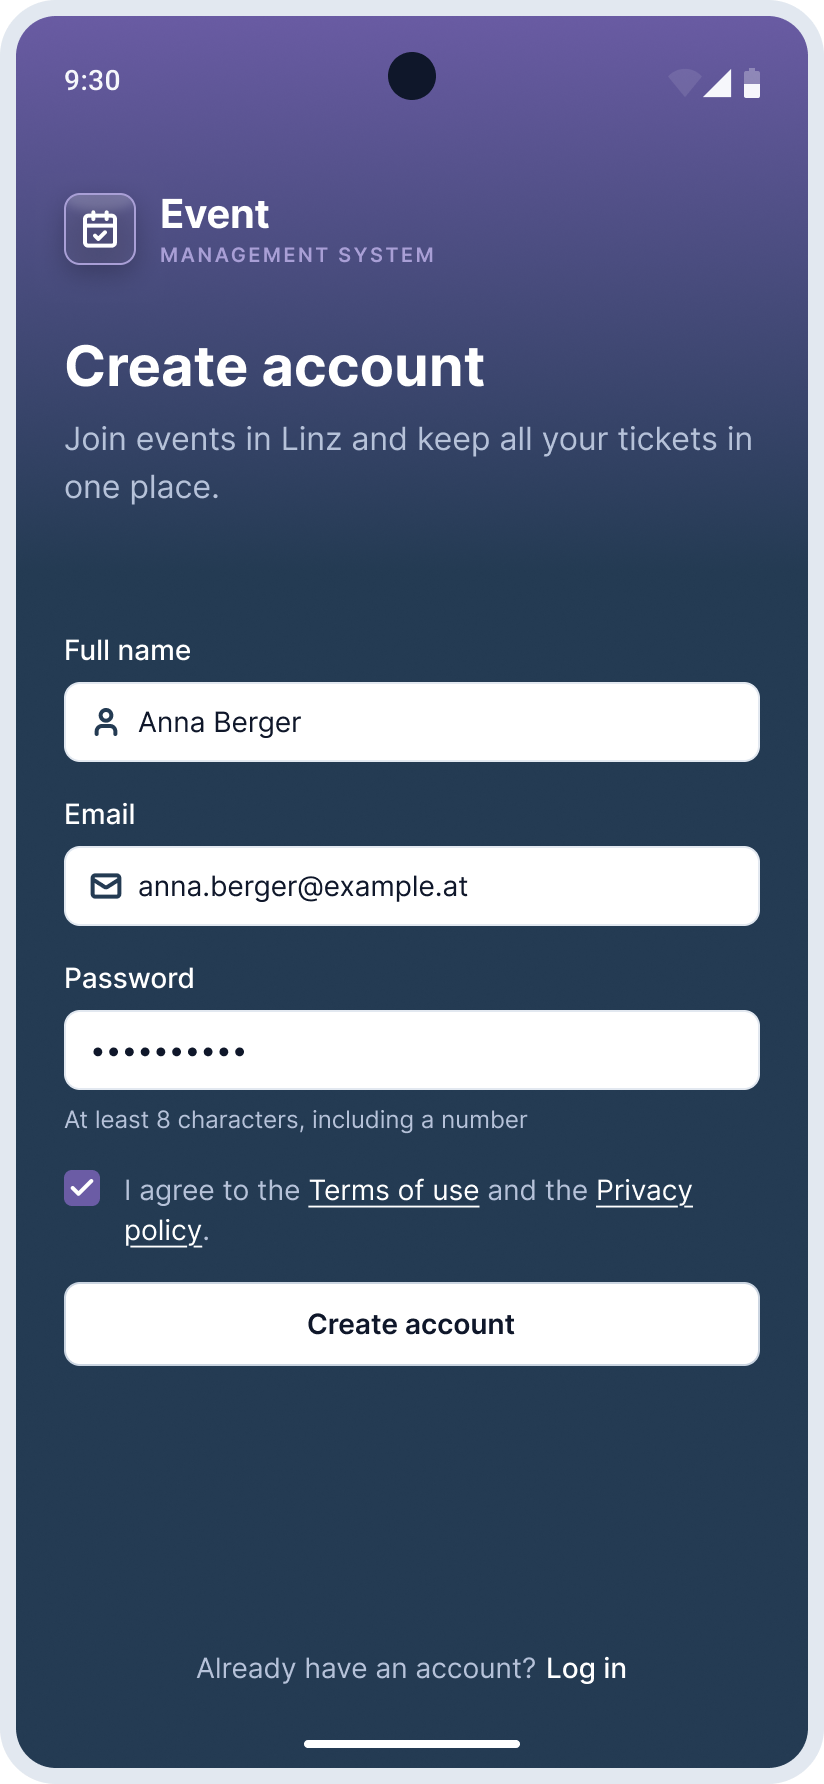 9:30
Event
MANAGEMENT SYSTEM
Create account
Join events in Linz and keep all your tickets in
one place.
Full name
Anna Berger
Email
anna.berger@example.at
Password
••••••••••
At least 8 characters, including a number
I agree to the Terms of use and the Privacy
policy.
Create account
Already have an account? Log in